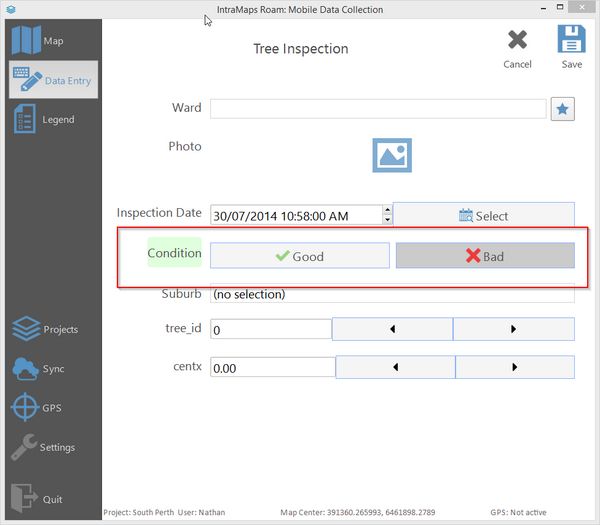 IntraMaps Roam: Mobile Data Collection
Map
Data Entry
Legend
Projects
Sync
GPS
Settings
Quit
Tree Inspection
Cancel
Save
Ward
Photo
Inspection Date 30/07/2014 10:58:00 AM Select
Condition Good Bad
Suburb (no selection)
tree_id 0
centx 0.00
Project: South Perth User: Nathan Map Center: 391360.265993, 6461898.2789 GPS: Not active